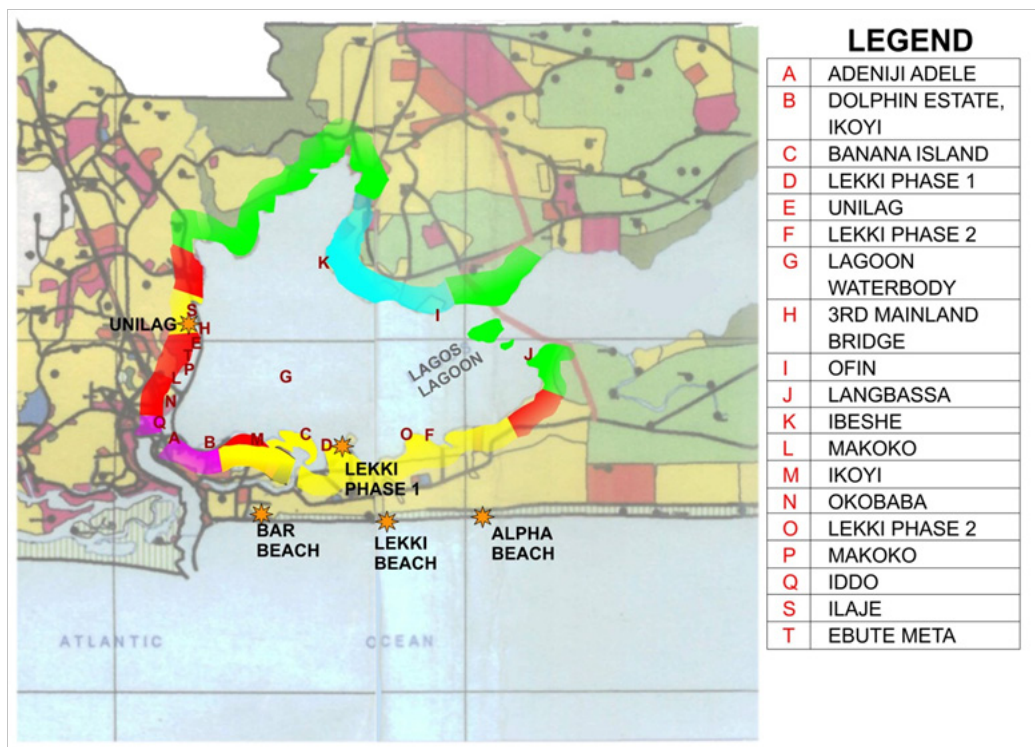 K
I
S
UNILAG
H
E
T
P
L
N
Q
A
B
M
C
D
O
F
G
J
LAGOS
LAGOON
LEKKI
PHASE 1
BAR
BEACH
LEKKI
BEACH
ALPHA
BEACH
ATLANTIC
OCEAN
LEGEND
A ADENIJI ADELE
B DOLPHIN ESTATE,
IKOYI
C BANANA ISLAND
D LEKKI PHASE 1
E UNILAG
F LEKKI PHASE 2
G LAGOON
WATERBODY
H 3RD MAINLAND
BRIDGE
I OFIN
J LANGBASSA
K IBESHE
L MAKOKO
M IKOYI
N OKOBABA
O LEKKI PHASE 2
P MAKOKO
Q IDDO
S ILAJE
T EBUTE META